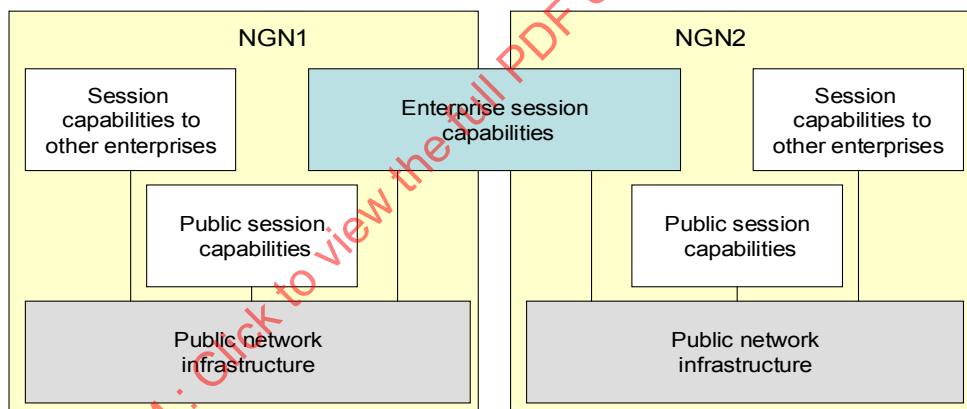 NGN1
NGN2
Session
capabilities to
other enterprises
Enterprise session
capabilities
Session
capabilities to
other enterprises
Public session
capabilities
Public session
capabilities
Public network
infrastructure
Public network
infrastructure
: Click to view the full PDF